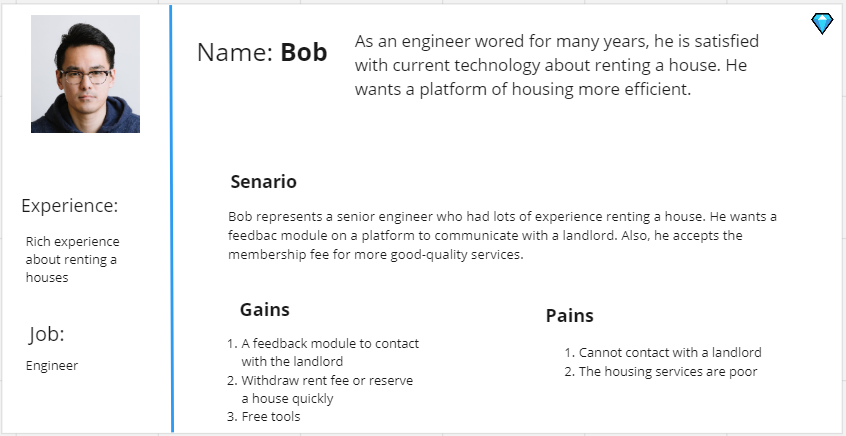 Name: Bob
As an engineer wored for many years, he is satisfied
with current technology about renting a house. He
wants a platform of housing more efficient.
Experience:
Rich experience
about renting a
houses
Job:
Engineer
Senario
Bob represents a senior engineer who had lots of experience renting a house. He wants a
feedbac module on a platform to communicate with a landlord. Also, he accepts the
membership fee for more good-quality services.
Gains
1. A feedback module to contact
with the landlord
2. Withdraw rent fee or reserve
a house quickly
3. Free tools
Pains
1. Cannot contact with a landlord
2. The housing services are poor